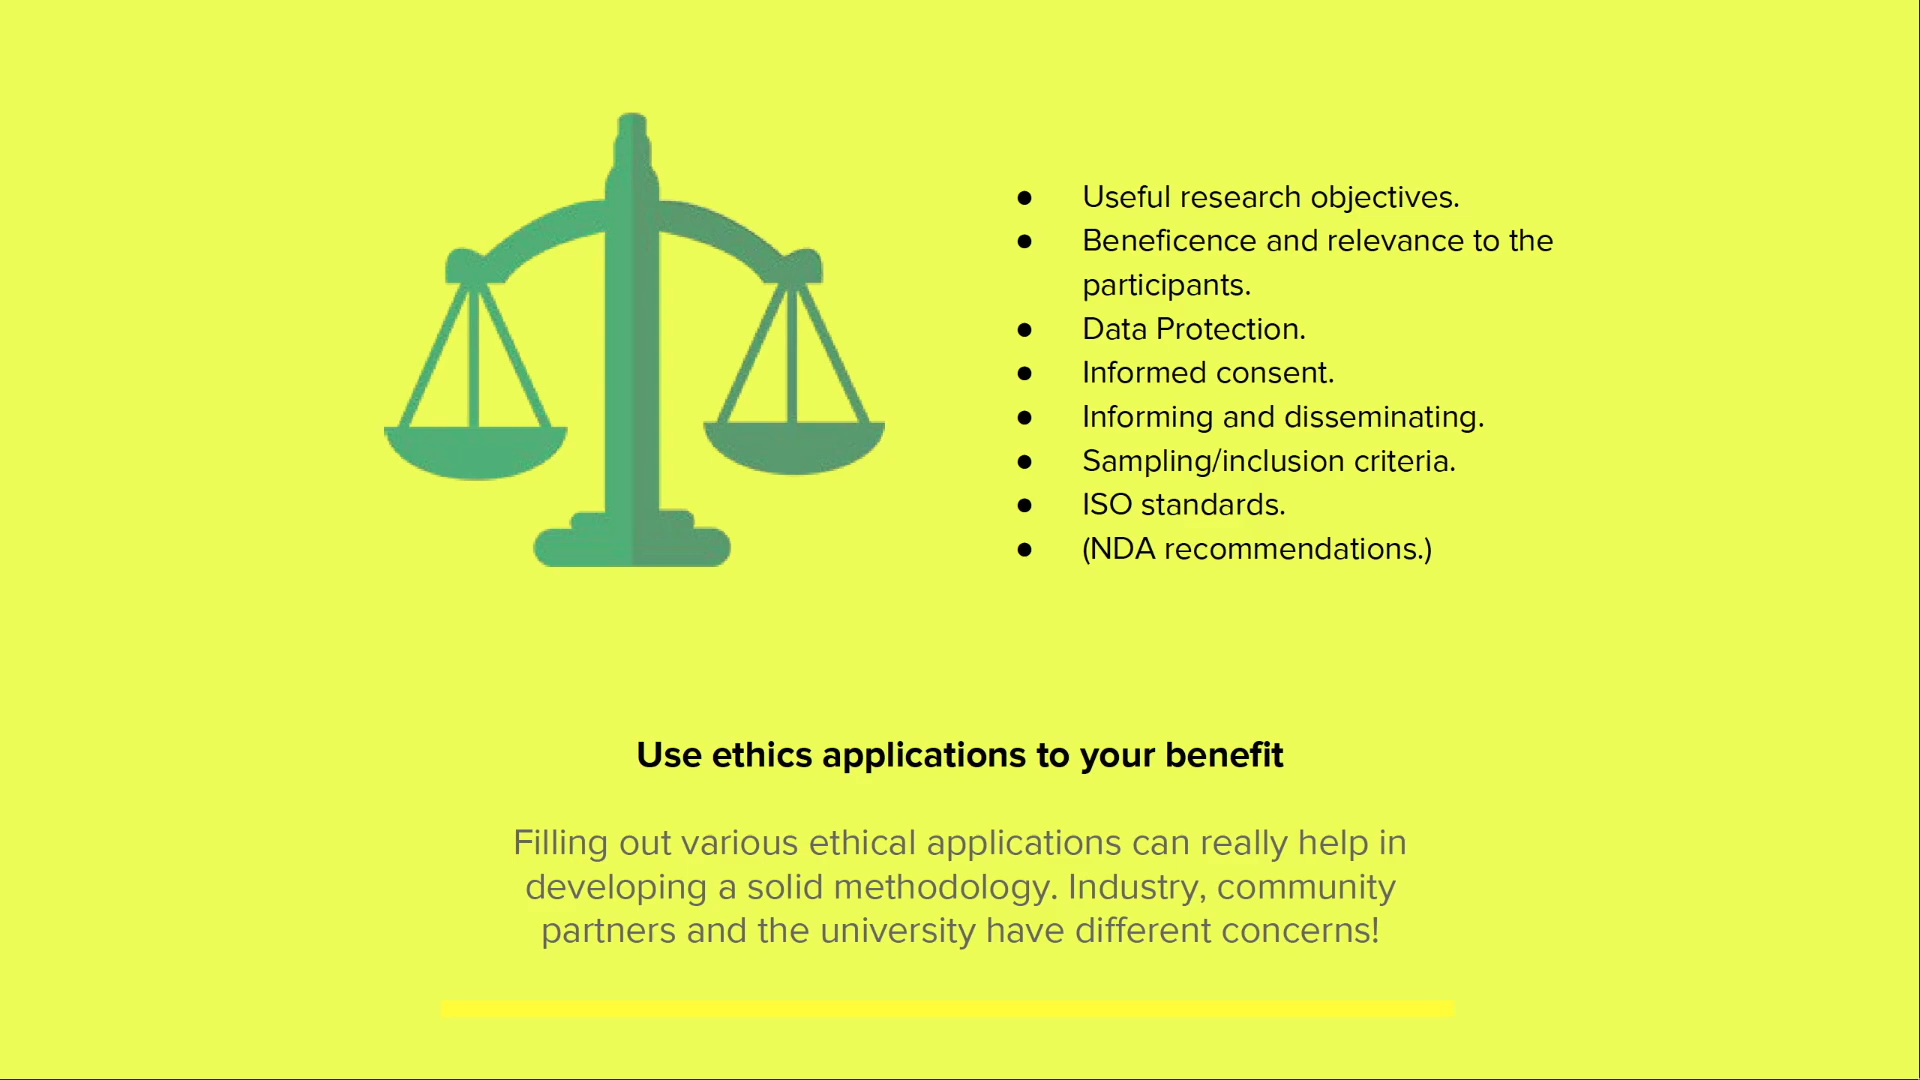 ● Useful research objectives.
● Beneficence and relevance to the
participants.
● Data Protection.
● Informed consent.
● Informing and disseminating.
● Sampling/inclusion criteria.
● ISO standards.
● (NDA recommendations.)
Use ethics applications to your benefit
Filling out various ethical applications can really help in
developing a solid methodology. Industry, community
partners and the university have different concerns!